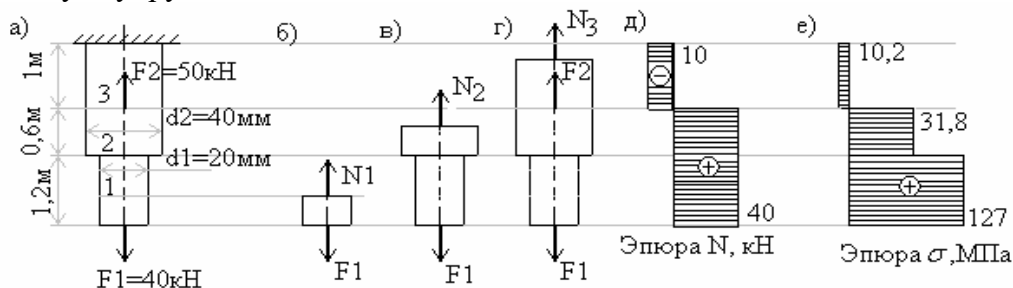 а)
б)
в)
г)
д)
е)
1м
0,6м
1,2м
3
2
1
F2=50кН
d2=40мм
d1=20мм
F1=40кН
N1
F1
N2
F1
N3
F2
F1
10
40
Эпюра N, кН
10,2
31,8
127
Эпюра σ,МПа